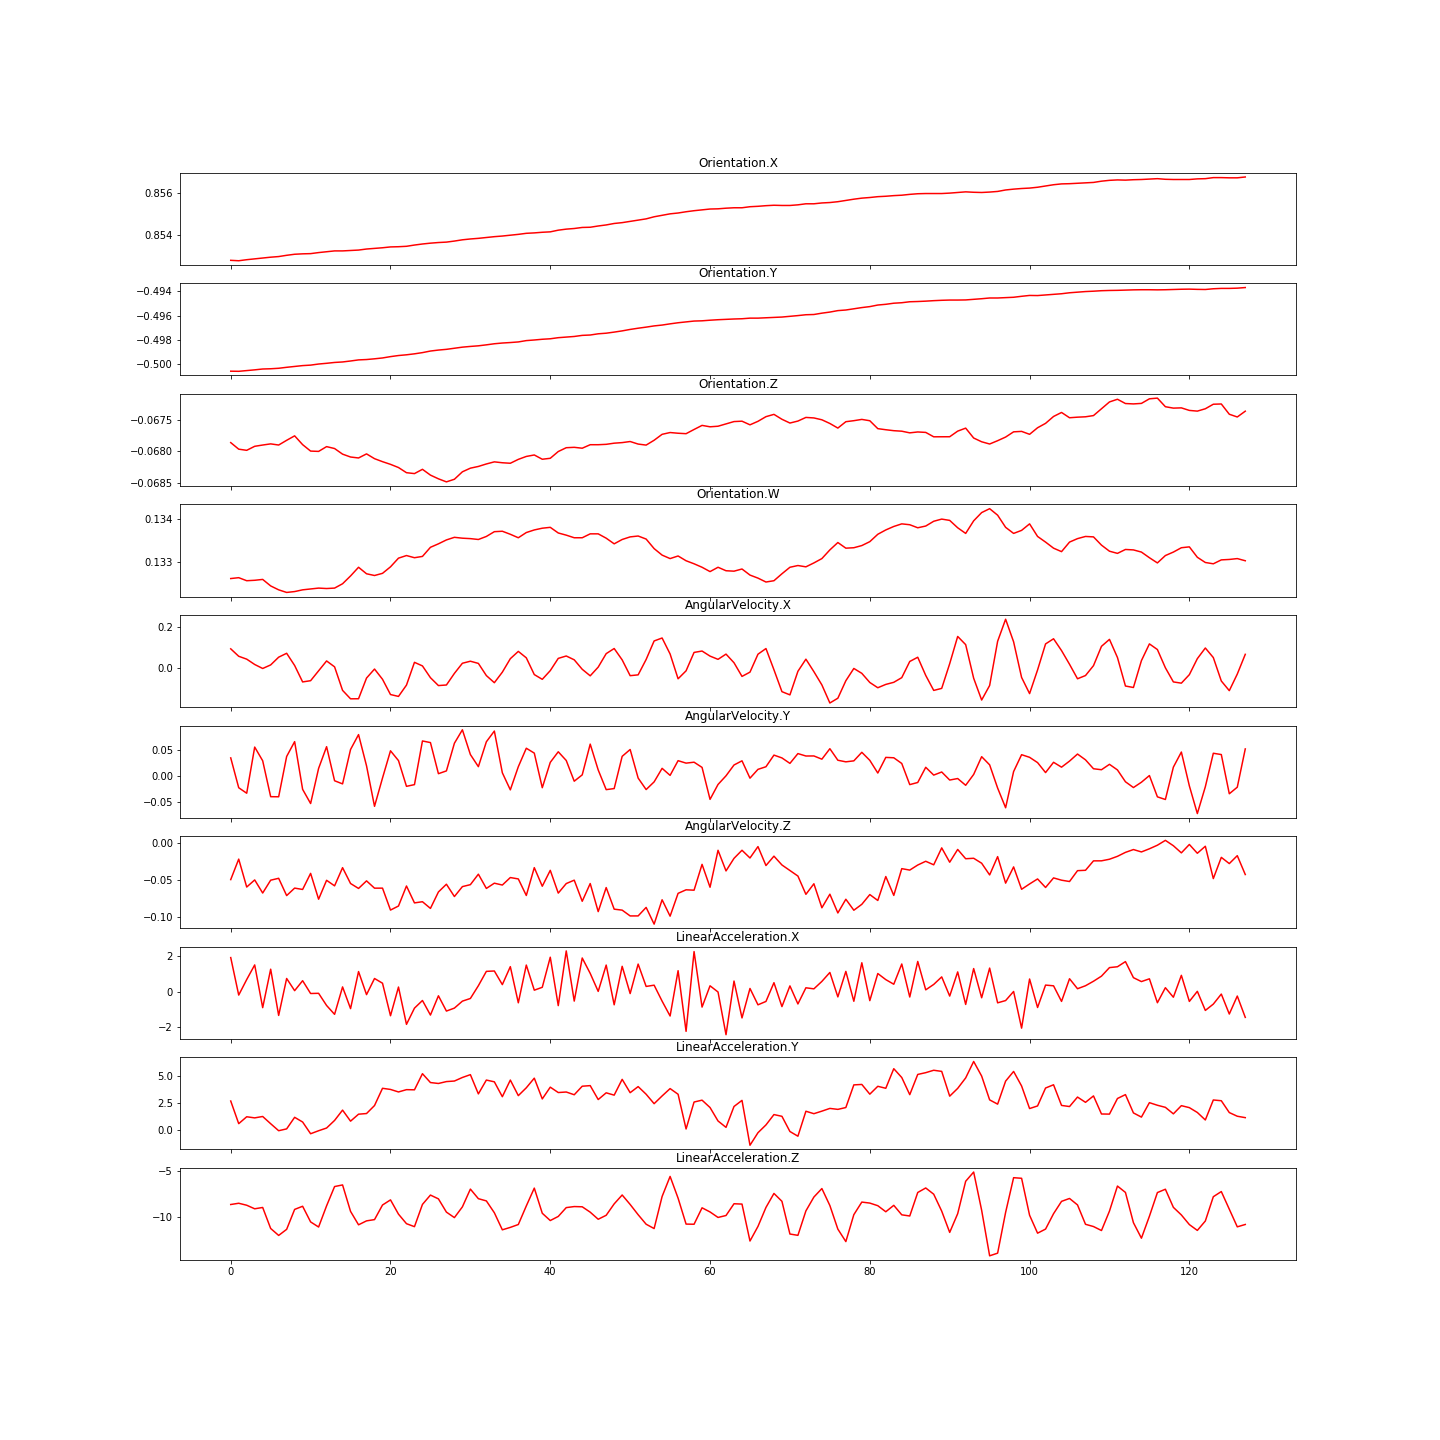 Orientation.X
0.856
0.854
Orientation.Y
−0.494
−0.496
−0.498
−0.500
Orientation.Z
−0.0675
−0.0680
−0.0685
Orientation.W
0.134
0.133
AngularVelocity.X
0.2
0.0
AngularVelocity.Y
0.05
0.00
−0.05
AngularVelocity.Z
0.00
−0.05
−0.10
LinearAcceleration.X
2
0
−2
LinearAcceleration.Y
5.0
2.5
0.0
LinearAcceleration.Z
−5
−10
0 20 40 60 80 100 120